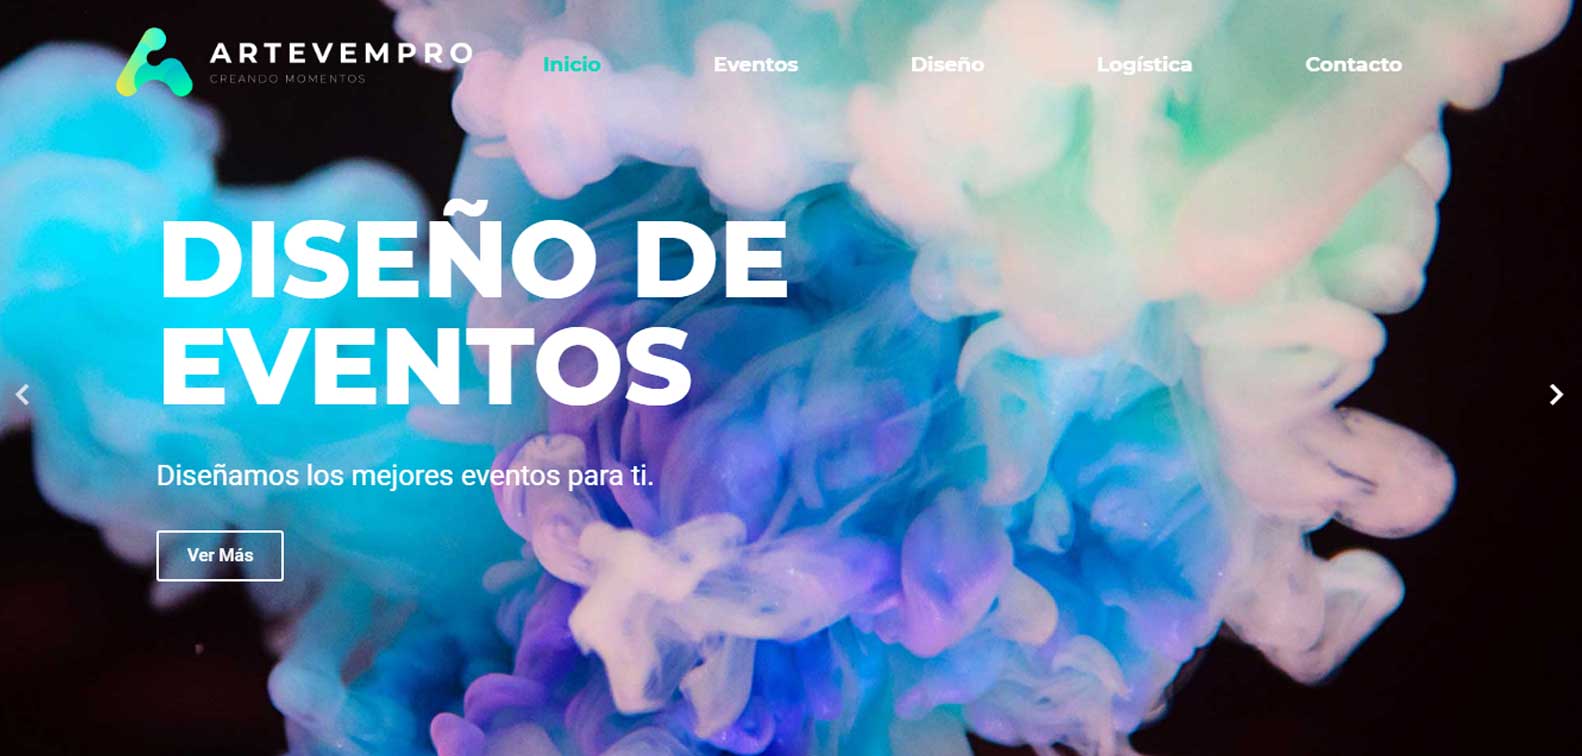 ARTEVEMPRO
CREANDO MOMENTOS
Inicio
Eventos
Diseño
Logística
Contacto
DISEÑO DE
EVENTOS
Diseñamos los mejores eventos para ti.
Ver Más